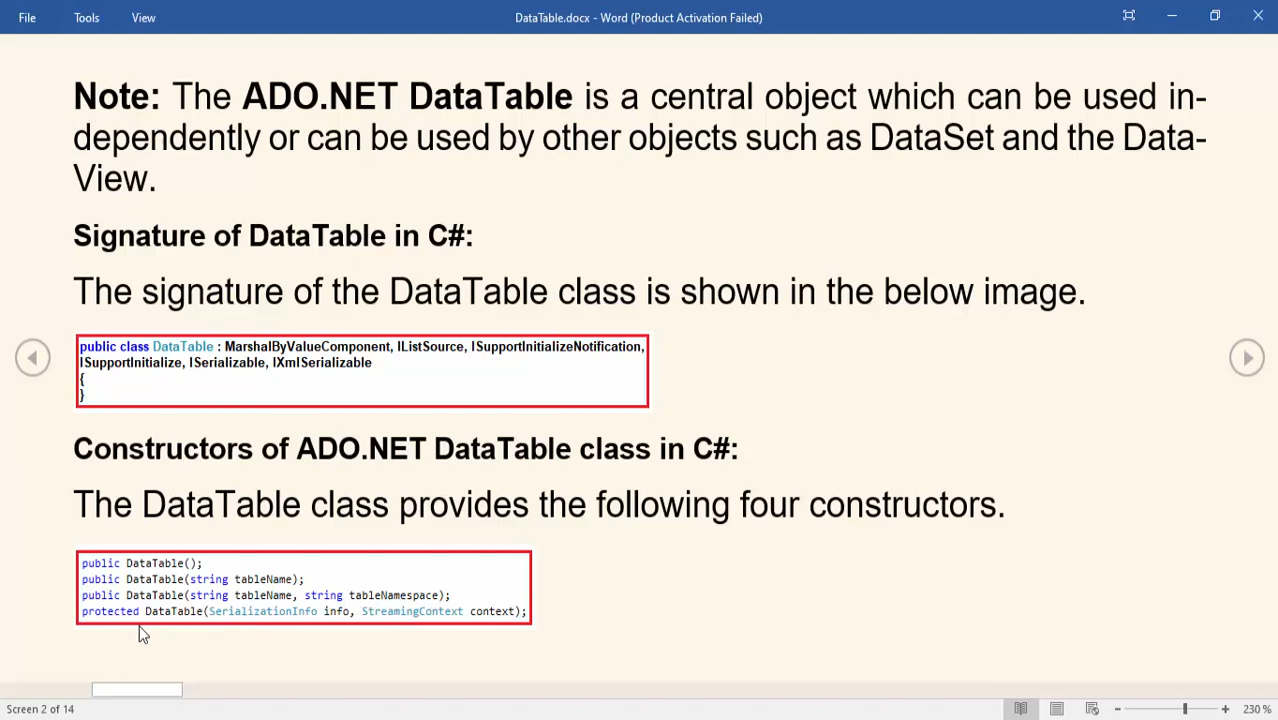 File Tools View DataTable.docx - Word (Product Activation Failed)
Note: The ADO.NET DataTable is a central object which can be used in-
dependently or can be used by other objects such as DataSet and the Data-
View.
Signature of DataTable in C#:
The signature of the DataTable class is shown in the below image.
public class DataTable : MarshalByValueComponent, IListSource, ISupportInitializeNotification,
ISupportInitialize, ISerializable, IXmlSerializable
{
}
Constructors of ADO.NET DataTable class in C#:
The DataTable class provides the following four constructors.
public DataTable();
public DataTable(string tableName);
public DataTable(string tableName, string tableNamespace);
protected DataTable(SerializationInfo info, StreamingContext context);
Screen 2 of 14 230 %